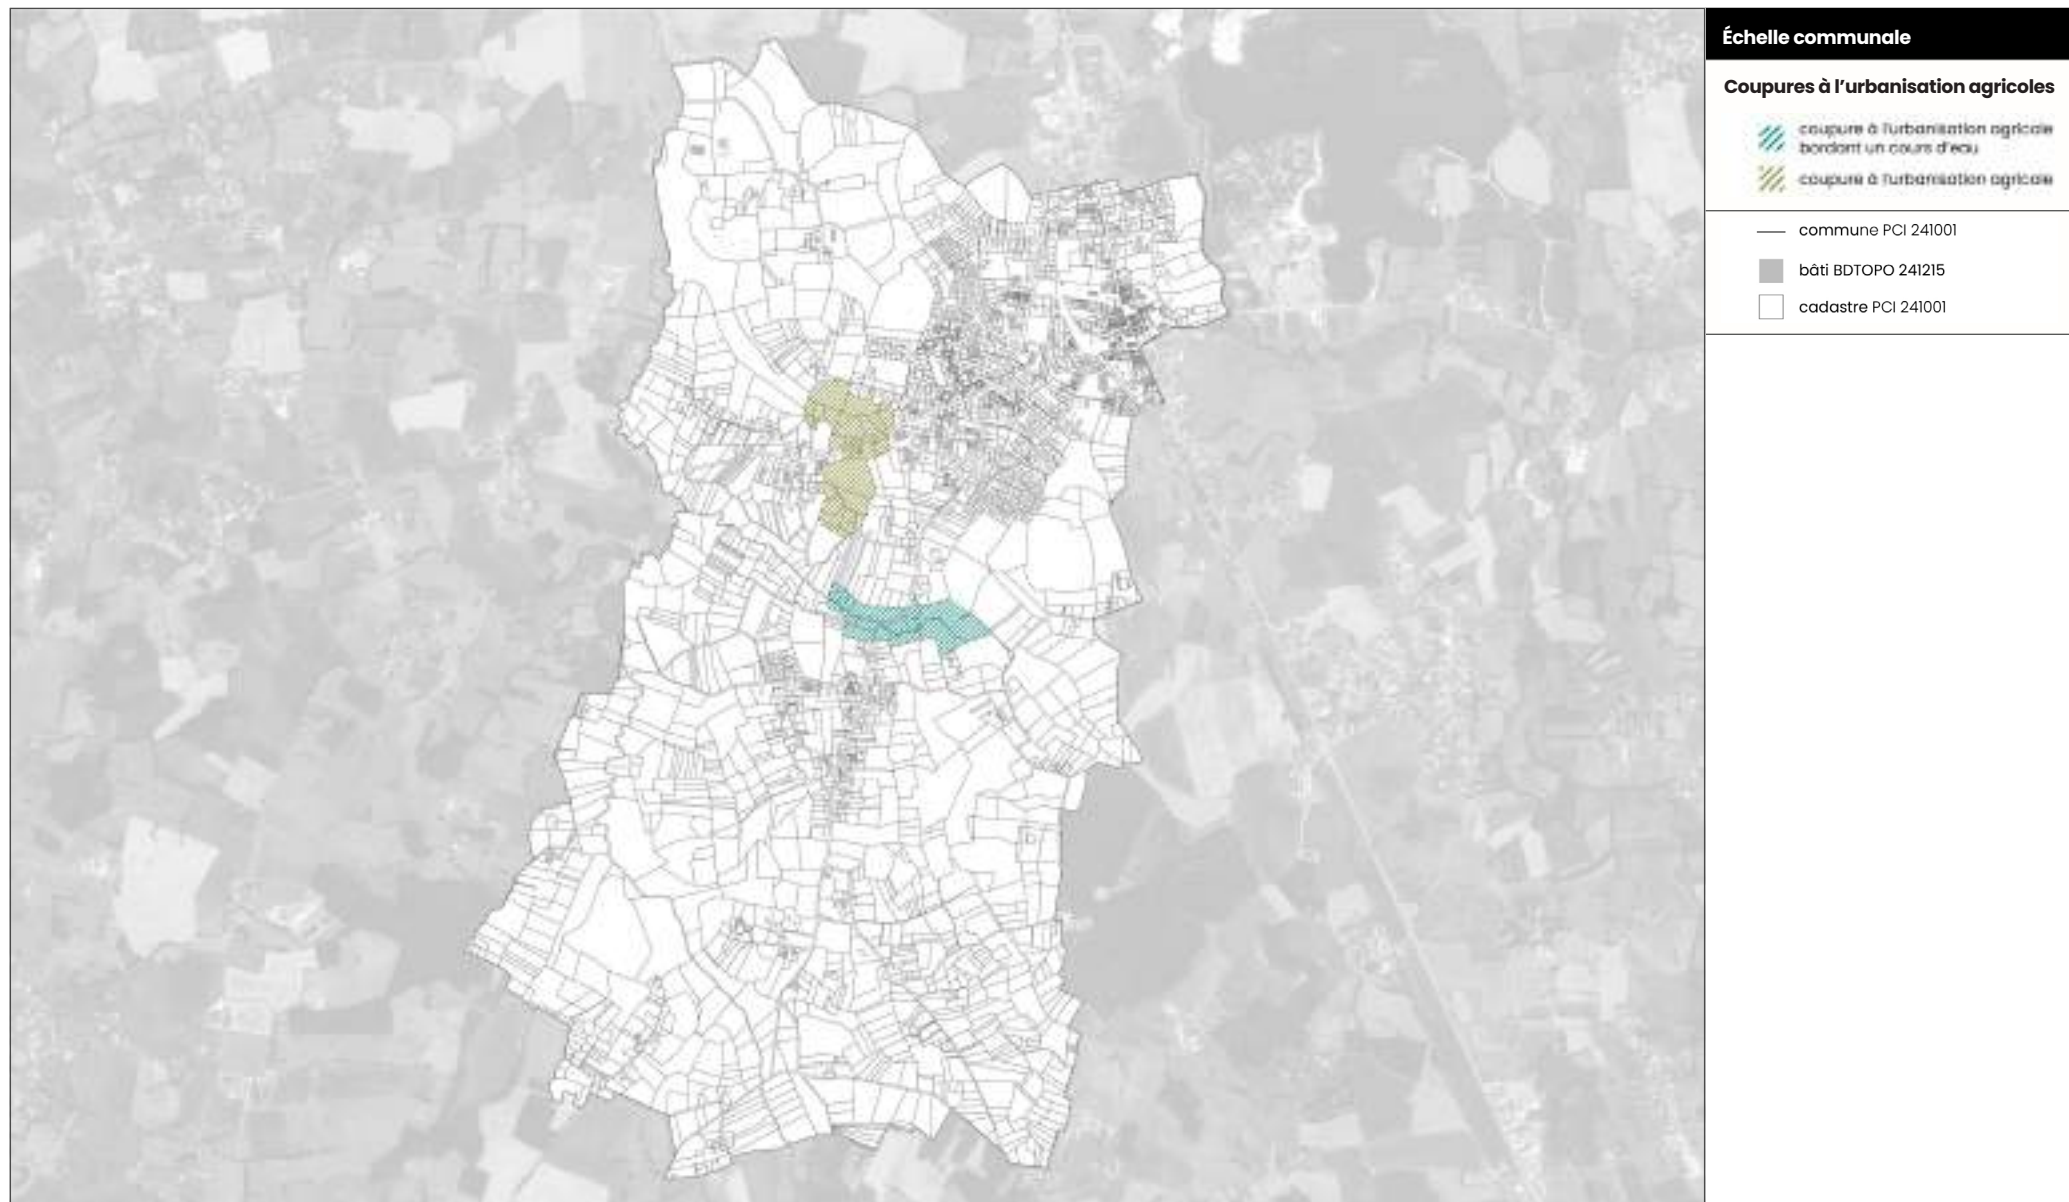 Échelle communale
Coupures à l'urbanisation agricoles
coupure à l'urbanisation agricole
bordant un cours d'eau
coupure à l'urbanisation agricole
commune PCI 241001
bâti BDTOPO 241215
cadastre PCI 241001